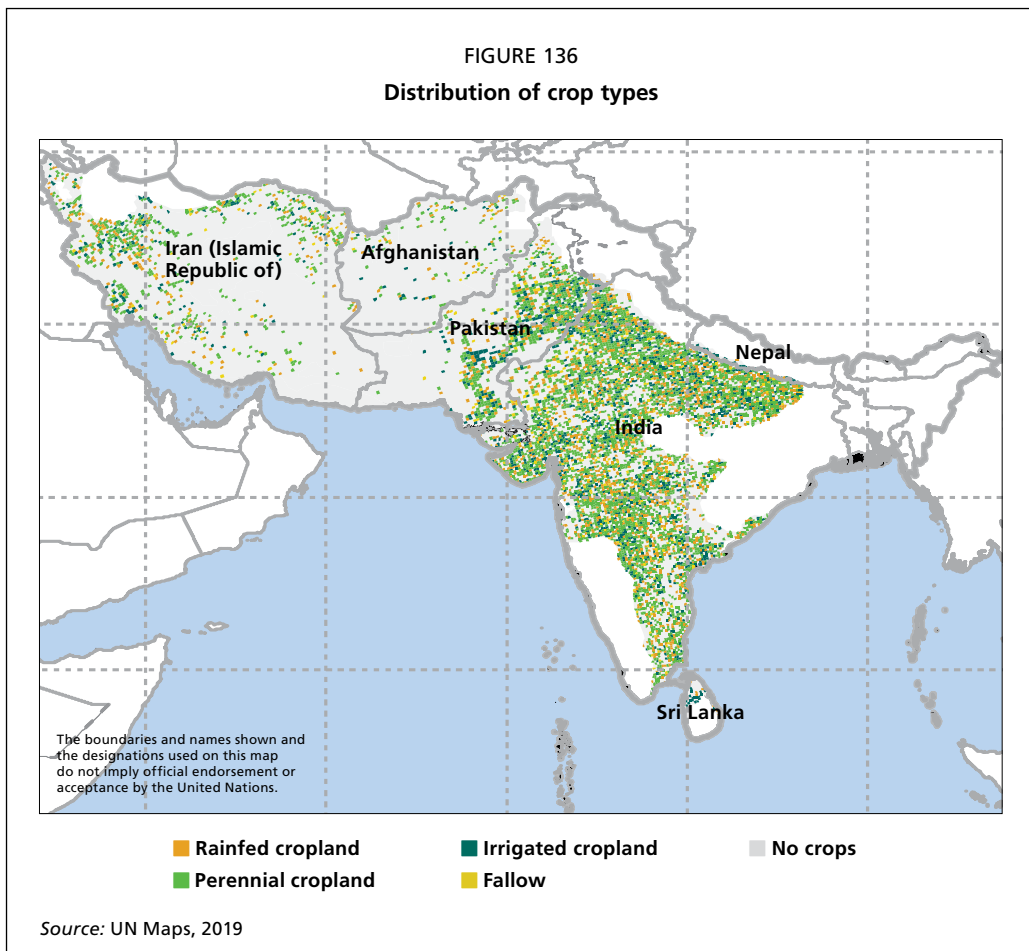 FIGURE 136
Distribution of crop types
Iran (Islamic
Republic of)
Afghanistan
Pakistan
Nepal
India
Sri Lanka
The boundaries and names shown and
the designations used on this map
do not imply official endorsement or
acceptance by the United Nations.
Rainfed cropland
Irrigated cropland
No crops
Perennial cropland
Fallow
Source: UN Maps, 2019